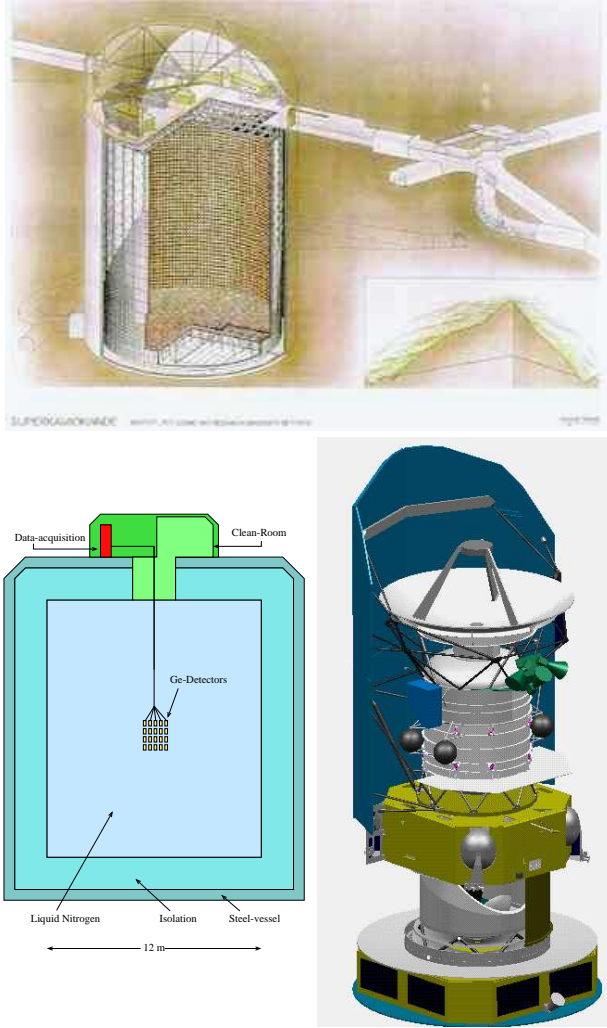 SUPERKAMIOKANDE
Data-acquisition
Clean-Room
Ge-Detectors
Liquid Nitrogen
Isolation
Steel-vessel
12 m